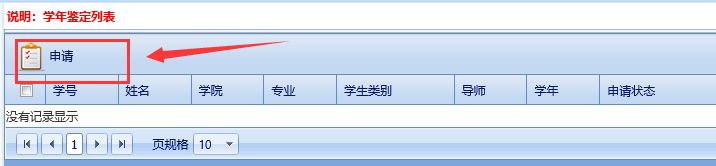 说明：学年鉴定列表
申请
学号 姓名 学院 专业 学生类别 导师 学年 申请状态
没有记录显示
1 页规格 10